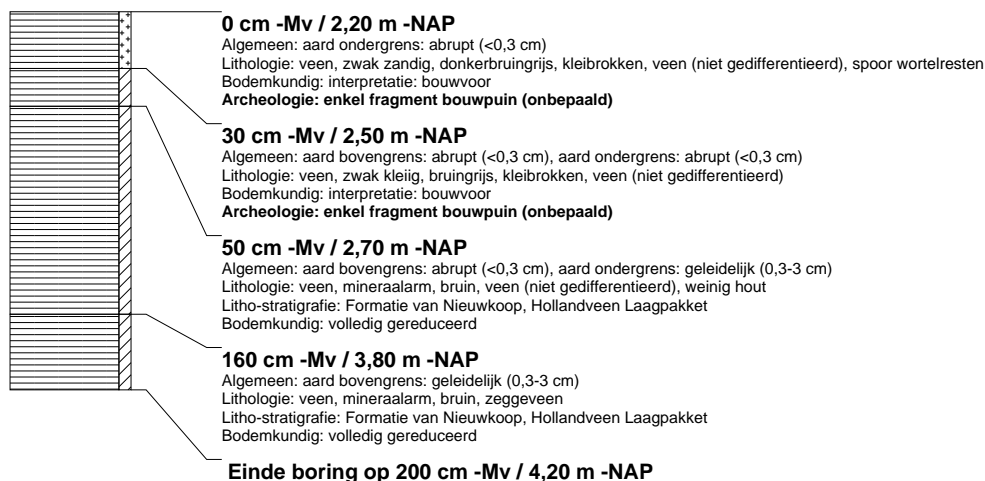 0 cm -Mv / 2,20 m -NAP
Algemeen: aard ondergrens: abrupt (<0,3 cm)
Lithologie: veen, zwak zandig, donkerbruingrijs, kleibrokken, veen (niet gedifferentieerd), spoor wortelresten
Bodemkundig: interpretatie: bouwvoor
Archeologie: enkel fragment bouwpuin (onbepaald)
30 cm -Mv / 2,50 m -NAP
Algemeen: aard bovengrens: abrupt (<0,3 cm), aard ondergrens: abrupt (<0,3 cm)
Lithologie: veen, zwak kleiig, bruingrijs, kleibrokken, veen (niet gedifferentieerd)
Bodemkundig: interpretatie: bouwvoor
Archeologie: enkel fragment bouwpuin (onbepaald)
50 cm -Mv / 2,70 m -NAP
Algemeen: aard bovengrens: abrupt (<0,3 cm), aard ondergrens: geleidelijk (0,3-3 cm)
Lithologie: veen, mineraalarm, bruin, veen (niet gedifferentieerd), weinig hout
Litho-stratigrafie: Formatie van Nieuwkoop, Hollandveen Laagpakket
Bodemkundig: volledig gereduceerd
160 cm -Mv / 3,80 m -NAP
Algemeen: aard bovengrens: geleidelijk (0,3-3 cm)
Lithologie: veen, mineraalarm, bruin, zeggeveen
Litho-stratigrafie: Formatie van Nieuwkoop, Hollandveen Laagpakket
Bodemkundig: volledig gereduceerd
Einde boring op 200 cm -Mv / 4,20 m -NAP